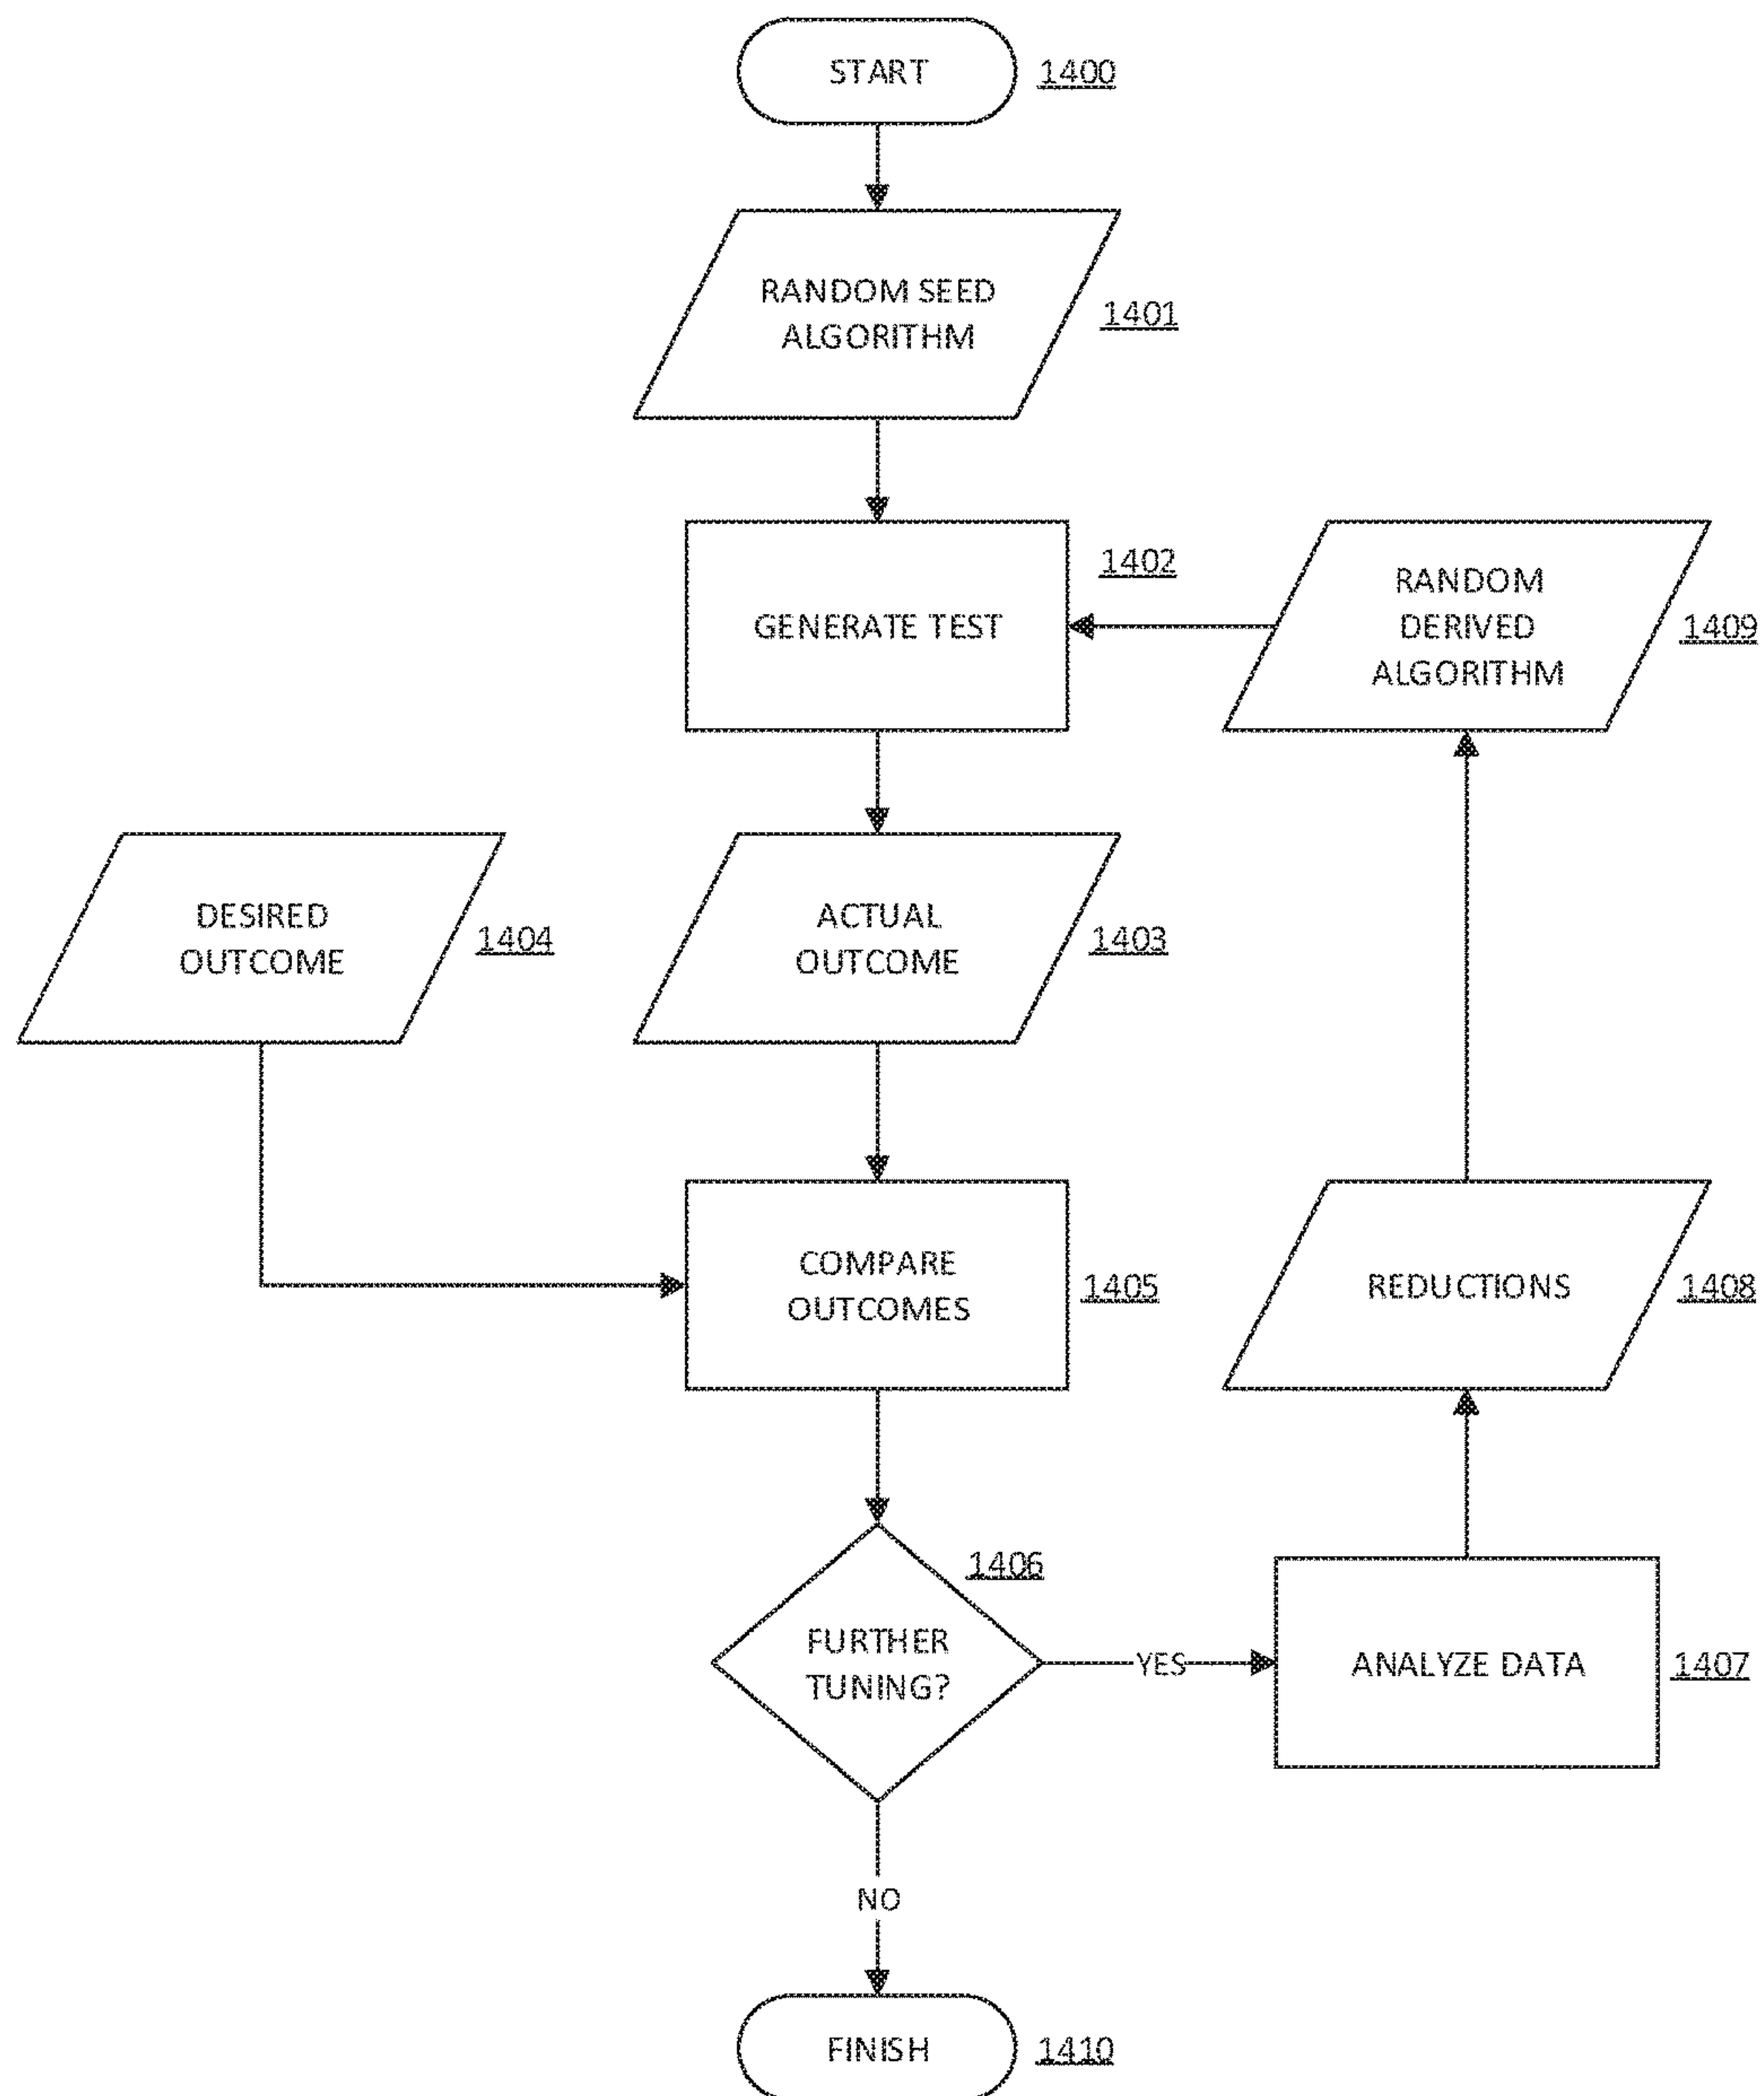 START
1400
RANDOM SEED
ALGORITHM
1401
GENERATE TEST
1402
RANDOM
DERIVED
ALGORITHM
1409
DESIRED
OUTCOME
1404
ACTUAL
OUTCOME
1403
COMPARE
OUTCOMES
1405
REDUCTIONS
1408
1406
FURTHER
TUNING?
YES
ANALYZE DATA
1407
NO
FINISH
1410